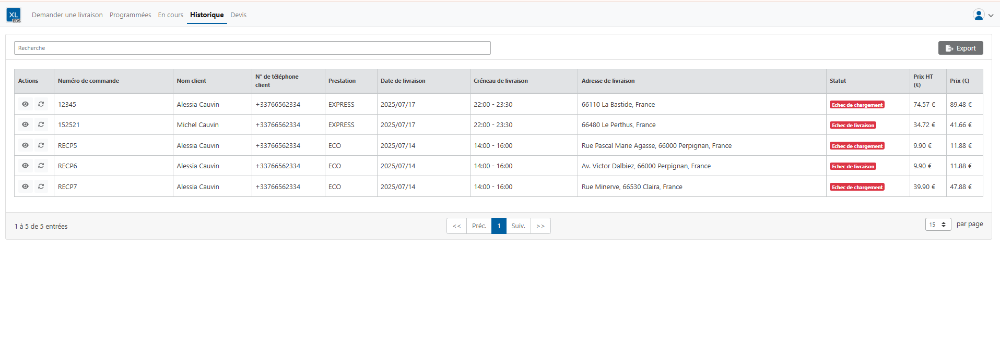 XL EDS Demander une livraison Programmées En cours Historique Devis
Recherche Export
Actions Numéro de commande Nom client N° de téléphone client Prestation Date de livraison Créneau de livraison Adresse de livraison Statut Prix HT (€) Prix (€)
12345 Alessia Cauvin +33766562334 EXPRESS 2025/07/17 22:00 - 23:30 66110 La Bastide, France Echec de chargement 74.57 € 89.48 €
152521 Michel Cauvin +33766562334 EXPRESS 2025/07/17 22:00 - 23:30 66480 Le Perthus, France Echec de livraison 34.72 € 41.66 €
RECP5 Alessia Cauvin +33766562334 ECO 2025/07/14 14:00 - 16:00 Rue Pascal Marie Agasse, 66000 Perpignan, France Echec de chargement 9.90 € 11.88 €
RECP6 Alessia Cauvin +33766562334 ECO 2025/07/14 14:00 - 16:00 Av. Victor Dalbiez, 66000 Perpignan, France Echec de livraison 9.90 € 11.88 €
RECP7 Alessia Cauvin +33766562334 ECO 2025/07/14 14:00 - 16:00 Rue Minerve, 66530 Claira, France Echec de chargement 39.90 € 47.88 €
1 à 5 de 5 entrées << Préc. 1 Suiv. >> 15 par page